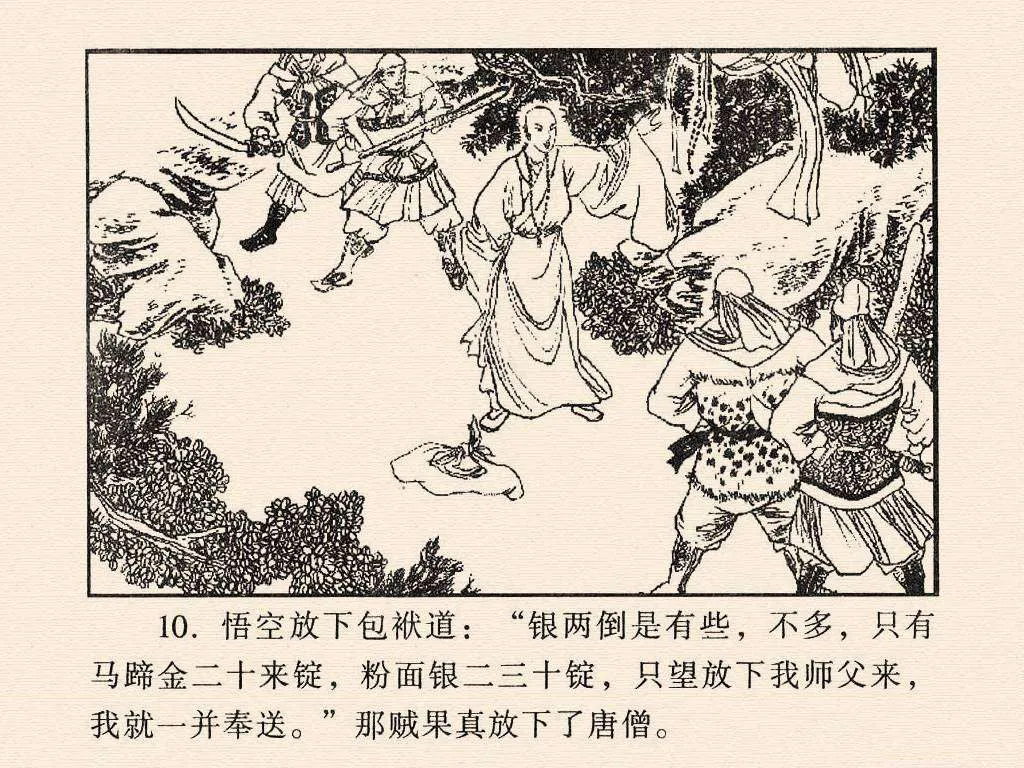 10. 悟空放下包袱道：“银两倒是有些，不多，只有
马蹄金二十来锭，粉面银二三十锭，只望放下我师父来，
我就一并奉送。”那贼果真放下了唐僧。